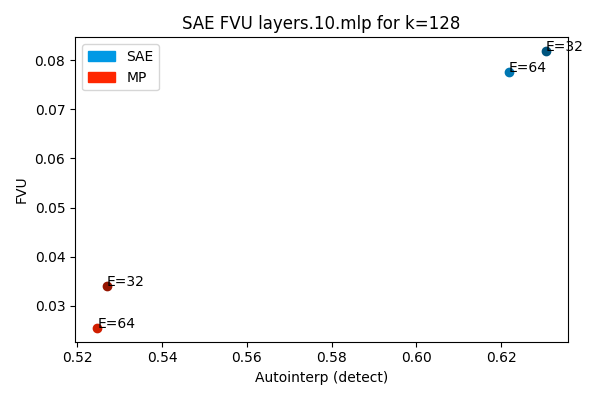 SAE FVU layers.10.mlp for k=128
SAE
MP
E=32
E=64
E=32
E=64
0.08
0.07
0.06
0.05
0.04
0.03
FVU
0.52 0.54 0.56 0.58 0.60 0.62
Autointerp (detect)